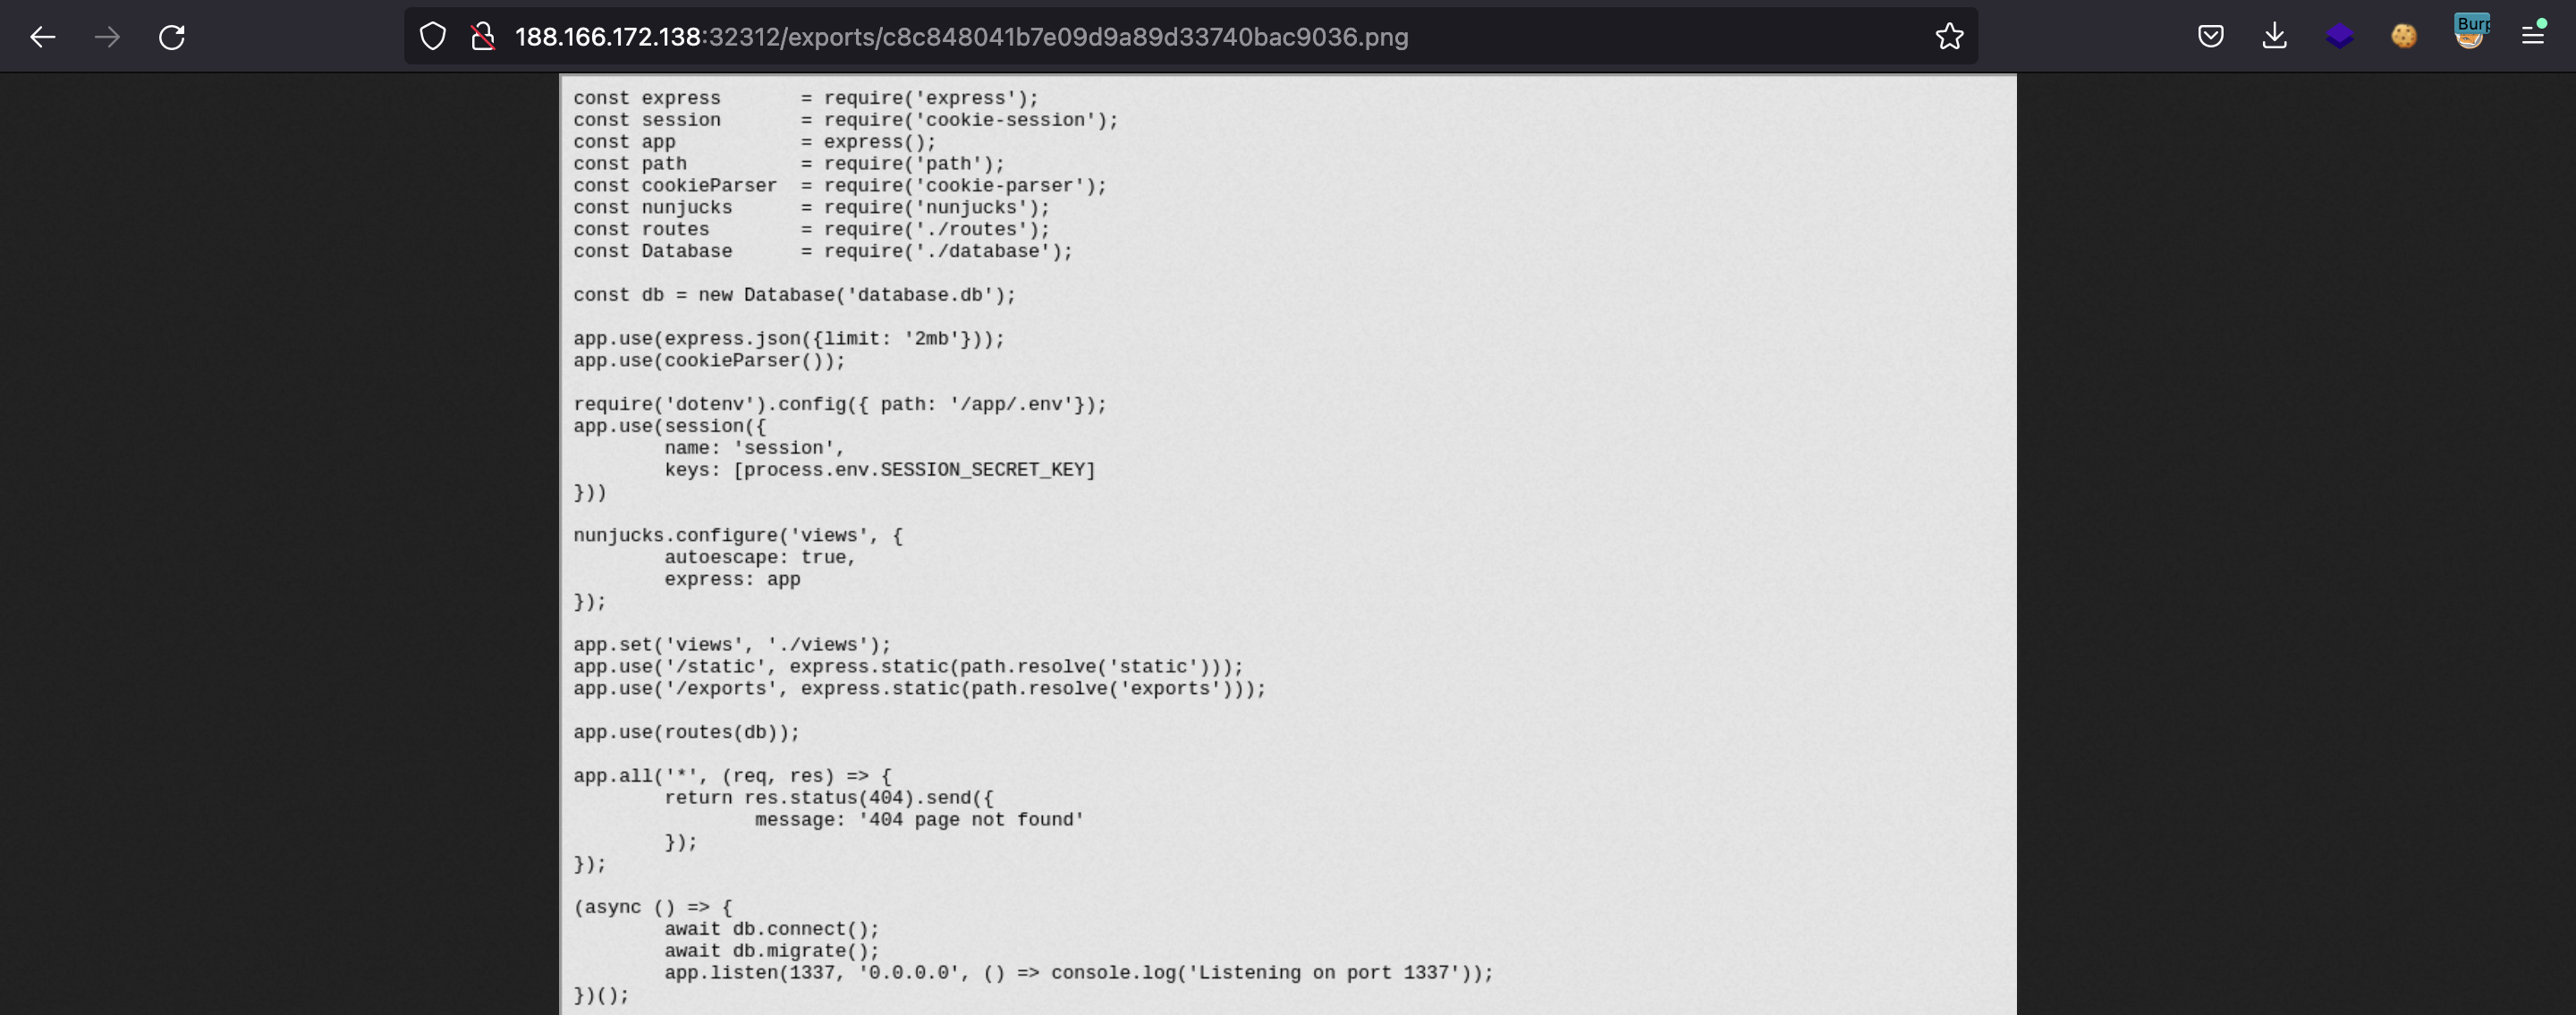 188.166.172.138:32312/exports/c8c848041b7e09d9a89d33740bac9036.png
Burp
const express       = require('express');
const session       = require('cookie-session');
const app           = express();
const path          = require('path');
const cookieParser  = require('cookie-parser');
const nunjucks      = require('nunjucks');
const routes        = require('./routes');
const Database      = require('./database');
const db = new Database('database.db');
app.use(express.json({limit: '2mb'}));
app.use(cookieParser());
require('dotenv').config({ path: '/app/.env'});
app.use(session({
        name: 'session',
        keys: [process.env.SESSION_SECRET_KEY]
}))
nunjucks.configure('views', {
        autoescape: true,
        express: app
});
app.set('views', './views');
app.use('/static', express.static(path.resolve('static')));
app.use('/exports', express.static(path.resolve('exports')));
app.use(routes(db));
app.all('*', (req, res) => {
        return res.status(404).send({
                message: '404 page not found'
        });
});
(async () => {
        await db.connect();
        await db.migrate();
        app.listen(1337, '0.0.0.0', () => console.log('Listening on port 1337'));
})();